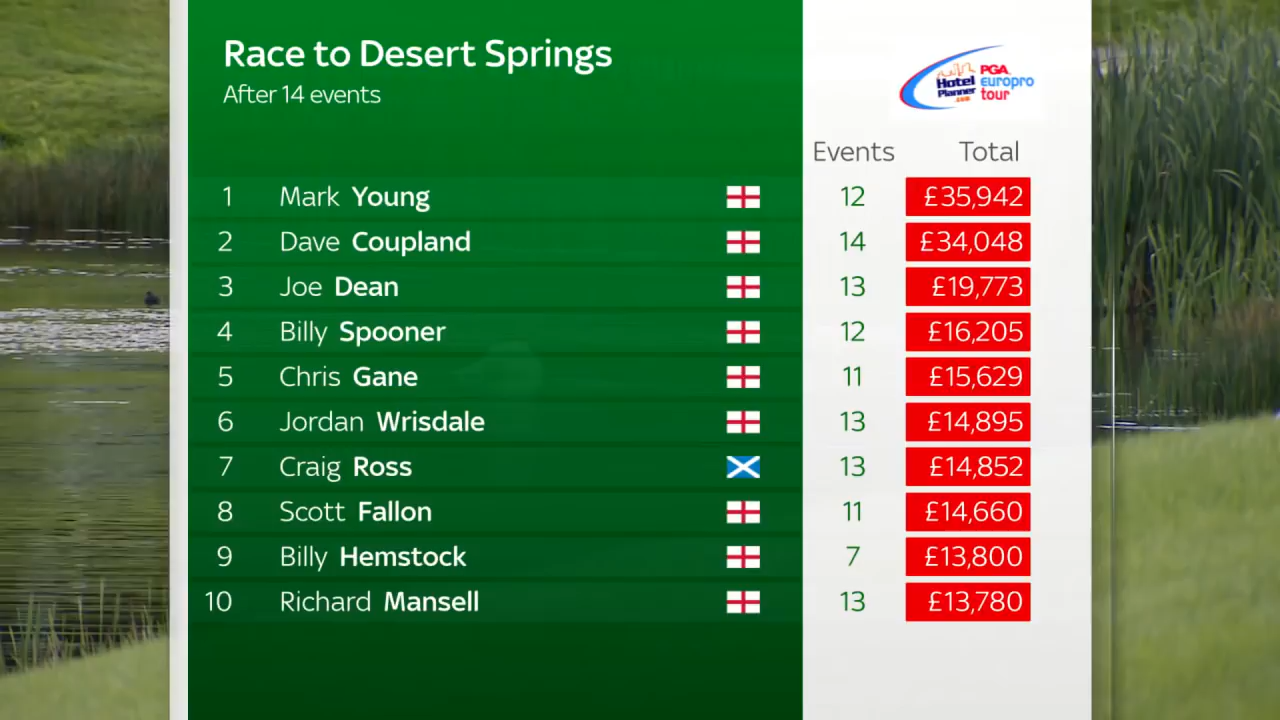 Race to Desert Springs
After 14 events
Hotel Planner .com PGA europro tour
Events Total
1 Mark Young 12 £35,942
2 Dave Coupland 14 £34,048
3 Joe Dean 13 £19,773
4 Billy Spooner 12 £16,205
5 Chris Gane 11 £15,629
6 Jordan Wrisdale 13 £14,895
7 Craig Ross 13 £14,852
8 Scott Fallon 11 £14,660
9 Billy Hemstock 7 £13,800
10 Richard Mansell 13 £13,780